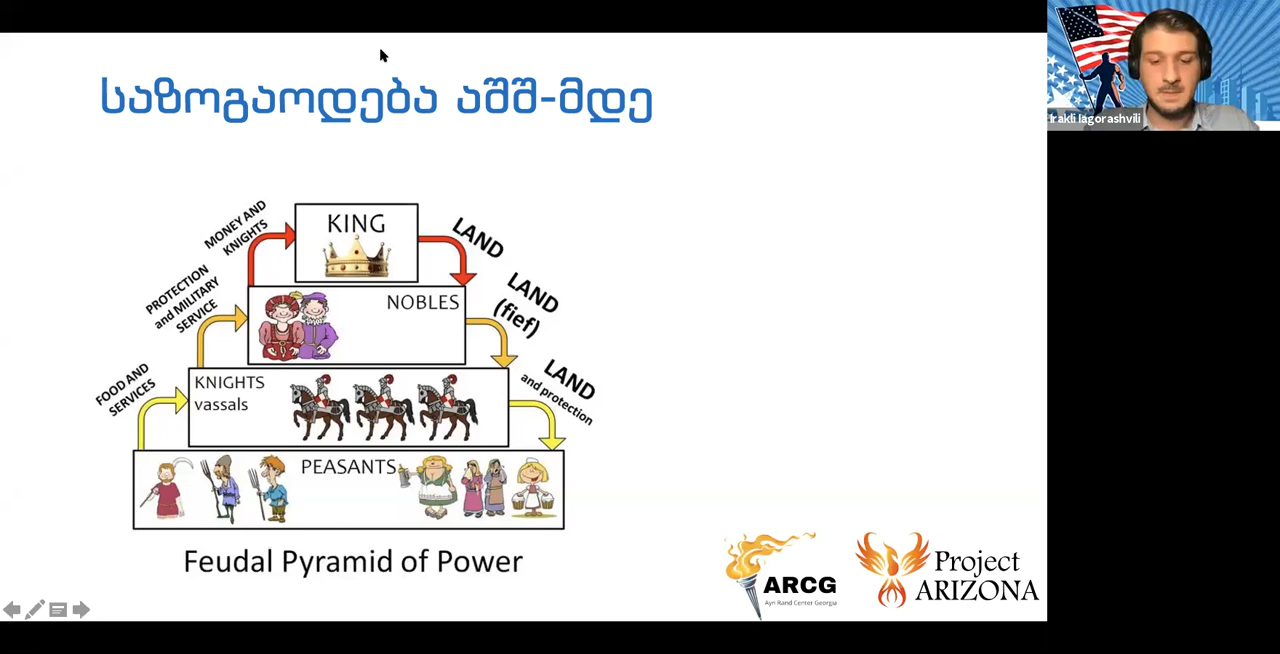 საზოგაოდება აშშ-მდე
Irakli Iagorashvili
MONEY AND
KNIGHTS
KING
LAND
PROTECTION
and MILITARY
SERVICE
NOBLES
LAND
(fief)
FOOD AND
SERVICES
KNIGHTS
vassals
LAND
and protection
PEASANTS
Feudal Pyramid of Power
ARCG
Ayn Rand Center Georgia
Project
ARIZONA